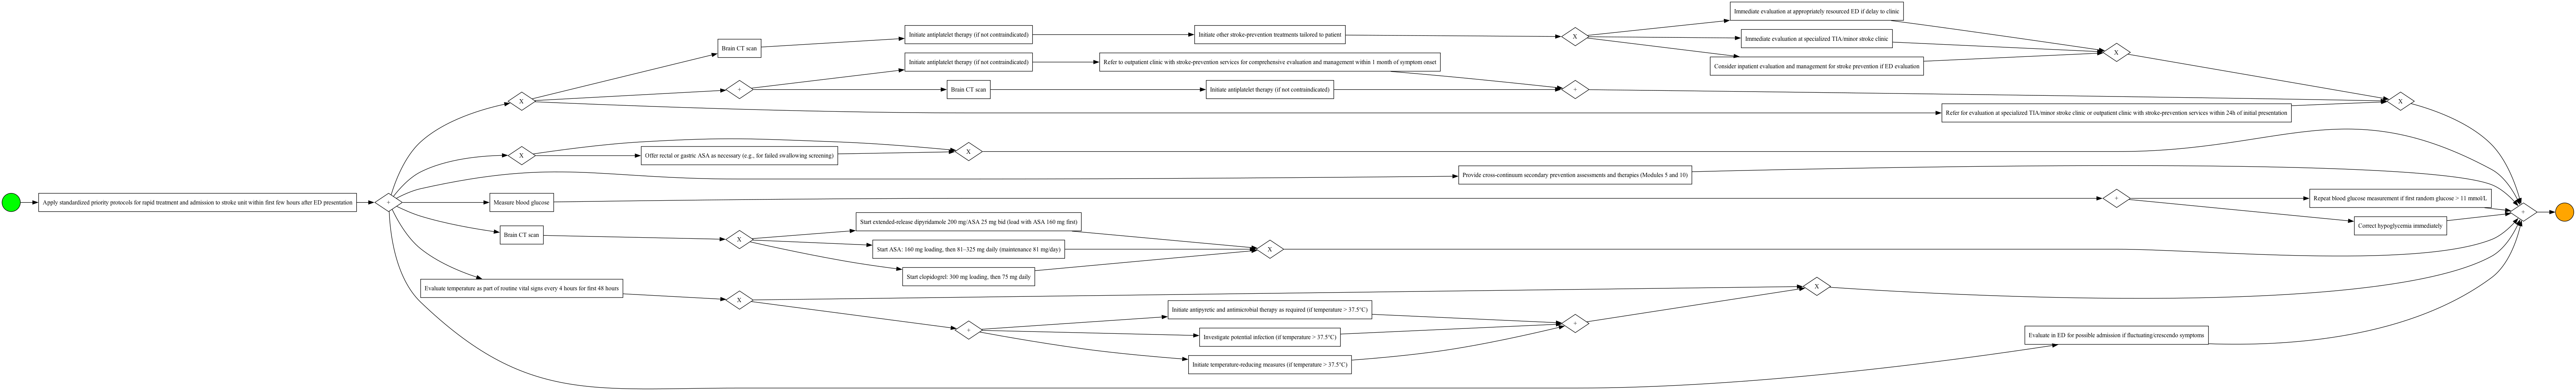 Immediate evaluation at appropriately resourced ED if delay to clinic
Initiate antiplatelet therapy (if not contraindicated)
Initiate other stroke-prevention treatments tailored to patient
X
Immediate evaluation at specialized TIA/minor stroke clinic
Brain CT scan
X
Initiate antiplatelet therapy (if not contraindicated)
Refer to outpatient clinic with stroke-prevention services for comprehensive evaluation and management within 1 month of symptom onset
Consider inpatient evaluation and management for stroke prevention if ED evaluation
+
Brain CT scan
Initiate antiplatelet therapy (if not contraindicated)
+
X
X
Refer for evaluation at specialized TIA/minor stroke clinic or outpatient clinic with stroke-prevention services within 24h of initial presentation
X
Offer rectal or gastric ASA as necessary (e.g., for failed swallowing screening)
X
Provide cross-continuum secondary prevention assessments and therapies (Modules 5 and 10)
Apply standardized priority protocols for rapid treatment and admission to stroke unit within first few hours after ED presentation
+
Measure blood glucose
+
Repeat blood glucose measurement if first random glucose > 11 mmol/L
+
Start extended-release dipyridamole 200 mg/ASA 25 mg bid (load with ASA 160 mg first)
Correct hypoglycemia immediately
Brain CT scan
X
Start ASA: 160 mg loading, then 81–325 mg daily (maintenance 81 mg/day)
X
Start clopidogrel: 300 mg loading, then 75 mg daily
Evaluate temperature as part of routine vital signs every 4 hours for first 48 hours
X
X
Initiate antipyretic and antimicrobial therapy as required (if temperature > 37.5°C)
+
+
Investigate potential infection (if temperature > 37.5°C)
Evaluate in ED for possible admission if fluctuating/crescendo symptoms
Initiate temperature-reducing measures (if temperature > 37.5°C)